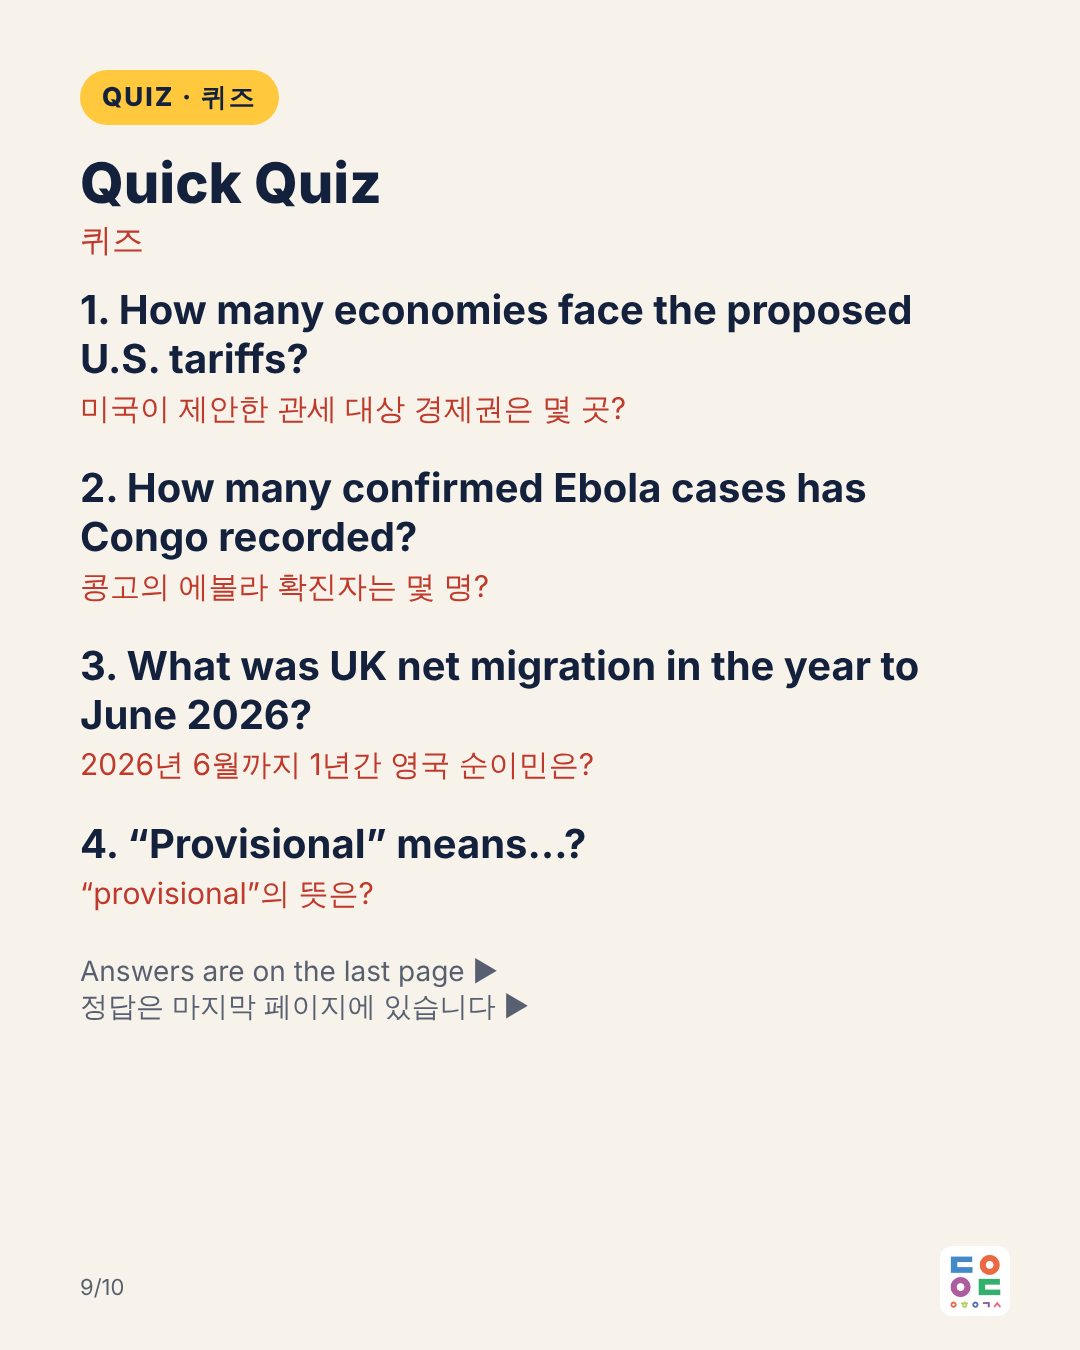 QUIZ · 퀴즈
Quick Quiz
퀴즈
1. How many economies face the proposed
U.S. tariffs?
미국이 제안한 관세 대상 경제권은 몇 곳?
2. How many confirmed Ebola cases has
Congo recorded?
콩고의 에볼라 확진자는 몇 명?
3. What was UK net migration in the year to
June 2026?
2026년 6월까지 1년간 영국 순이민은?
4. “Provisional” means…?
“provisional”의 뜻은?
Answers are on the last page ▶
정답은 마지막 페이지에 있습니다 ▶
9/10